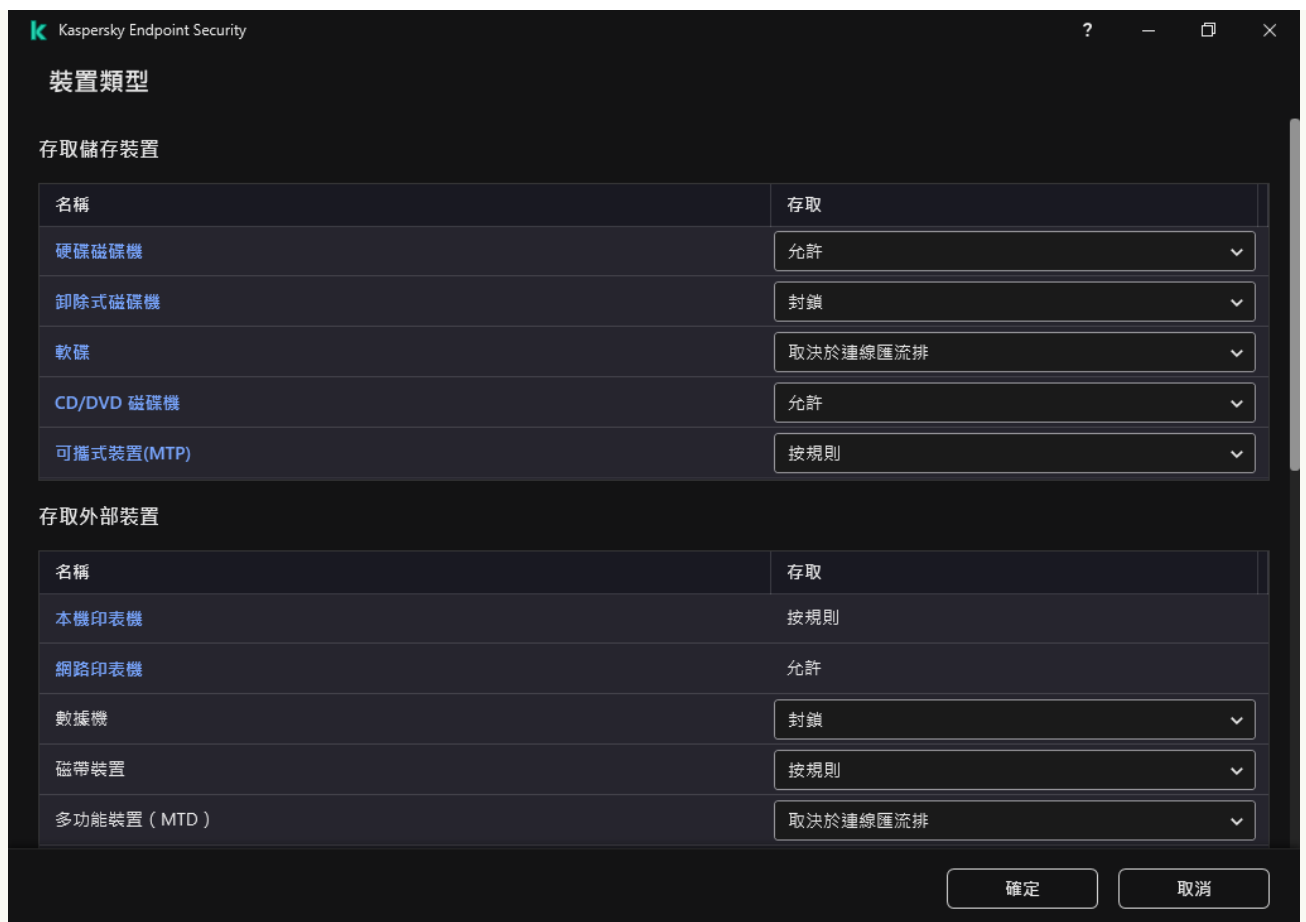 Kaspersky Endpoint Security
?
裝置類型
存取儲存裝置
名稱 存取
硬碟磁碟機 允許
卸除式磁碟機 封鎖
軟碟 取決於連線匯流排
CD/DVD 磁碟機 允許
可攜式裝置(MTP) 按規則
存取外部裝置
名稱 存取
本機印表機 按規則
網路印表機 允許
數據機 封鎖
磁帶裝置 按規則
多功能裝置（MTD） 取決於連線匯流排
確定 取消